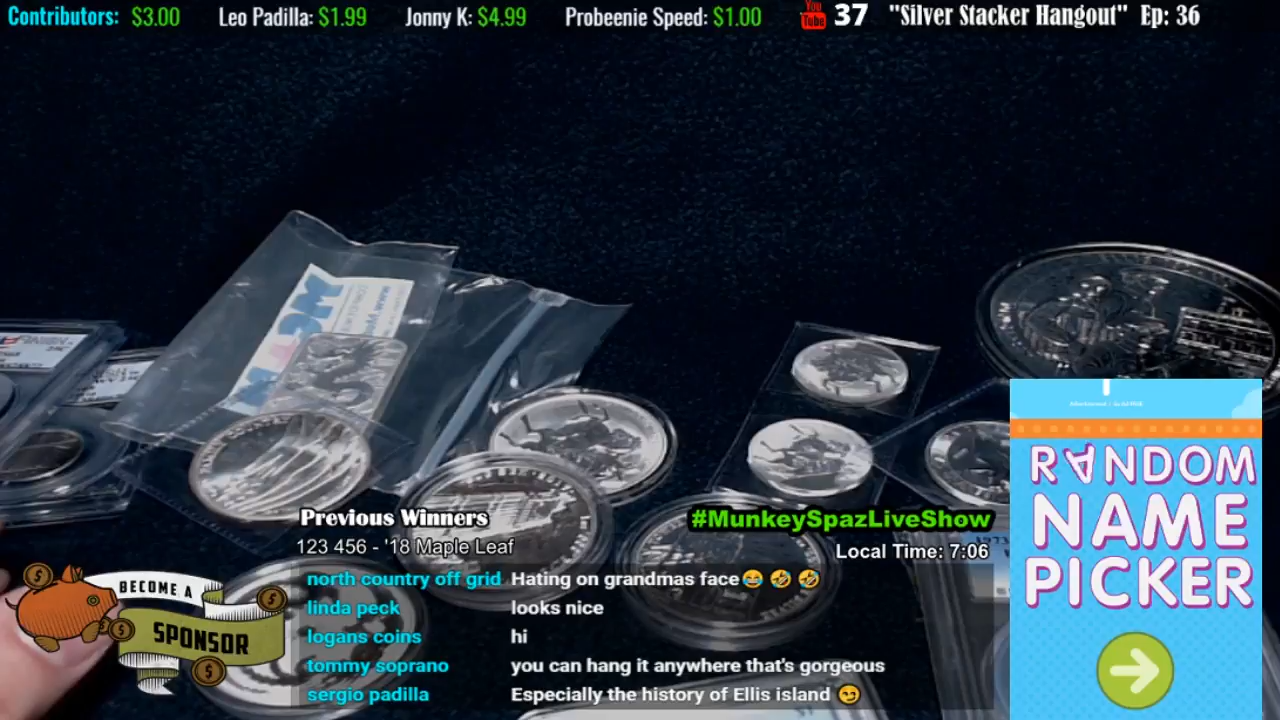 Contributors: $3.00 Leo Padilla: $1.99 Jonny K: $4.99 Probeenie Speed: $1.00 You Tube 37 "Silver Stacker Hangout" Ep: 36
Previous Winners
123 456 - '18 Maple Leaf
#MunkeySpazLiveShow
Local Time: 7:06
north country off grid Hating on grandmas face😂 🤣 🤣
linda peck looks nice
logans coins hi
tommy soprano you can hang it anywhere that's gorgeous
sergio padilla Especially the history of Ellis island 😏
BECOME A
SPONSOR
RANDOM
NAME
PICKER